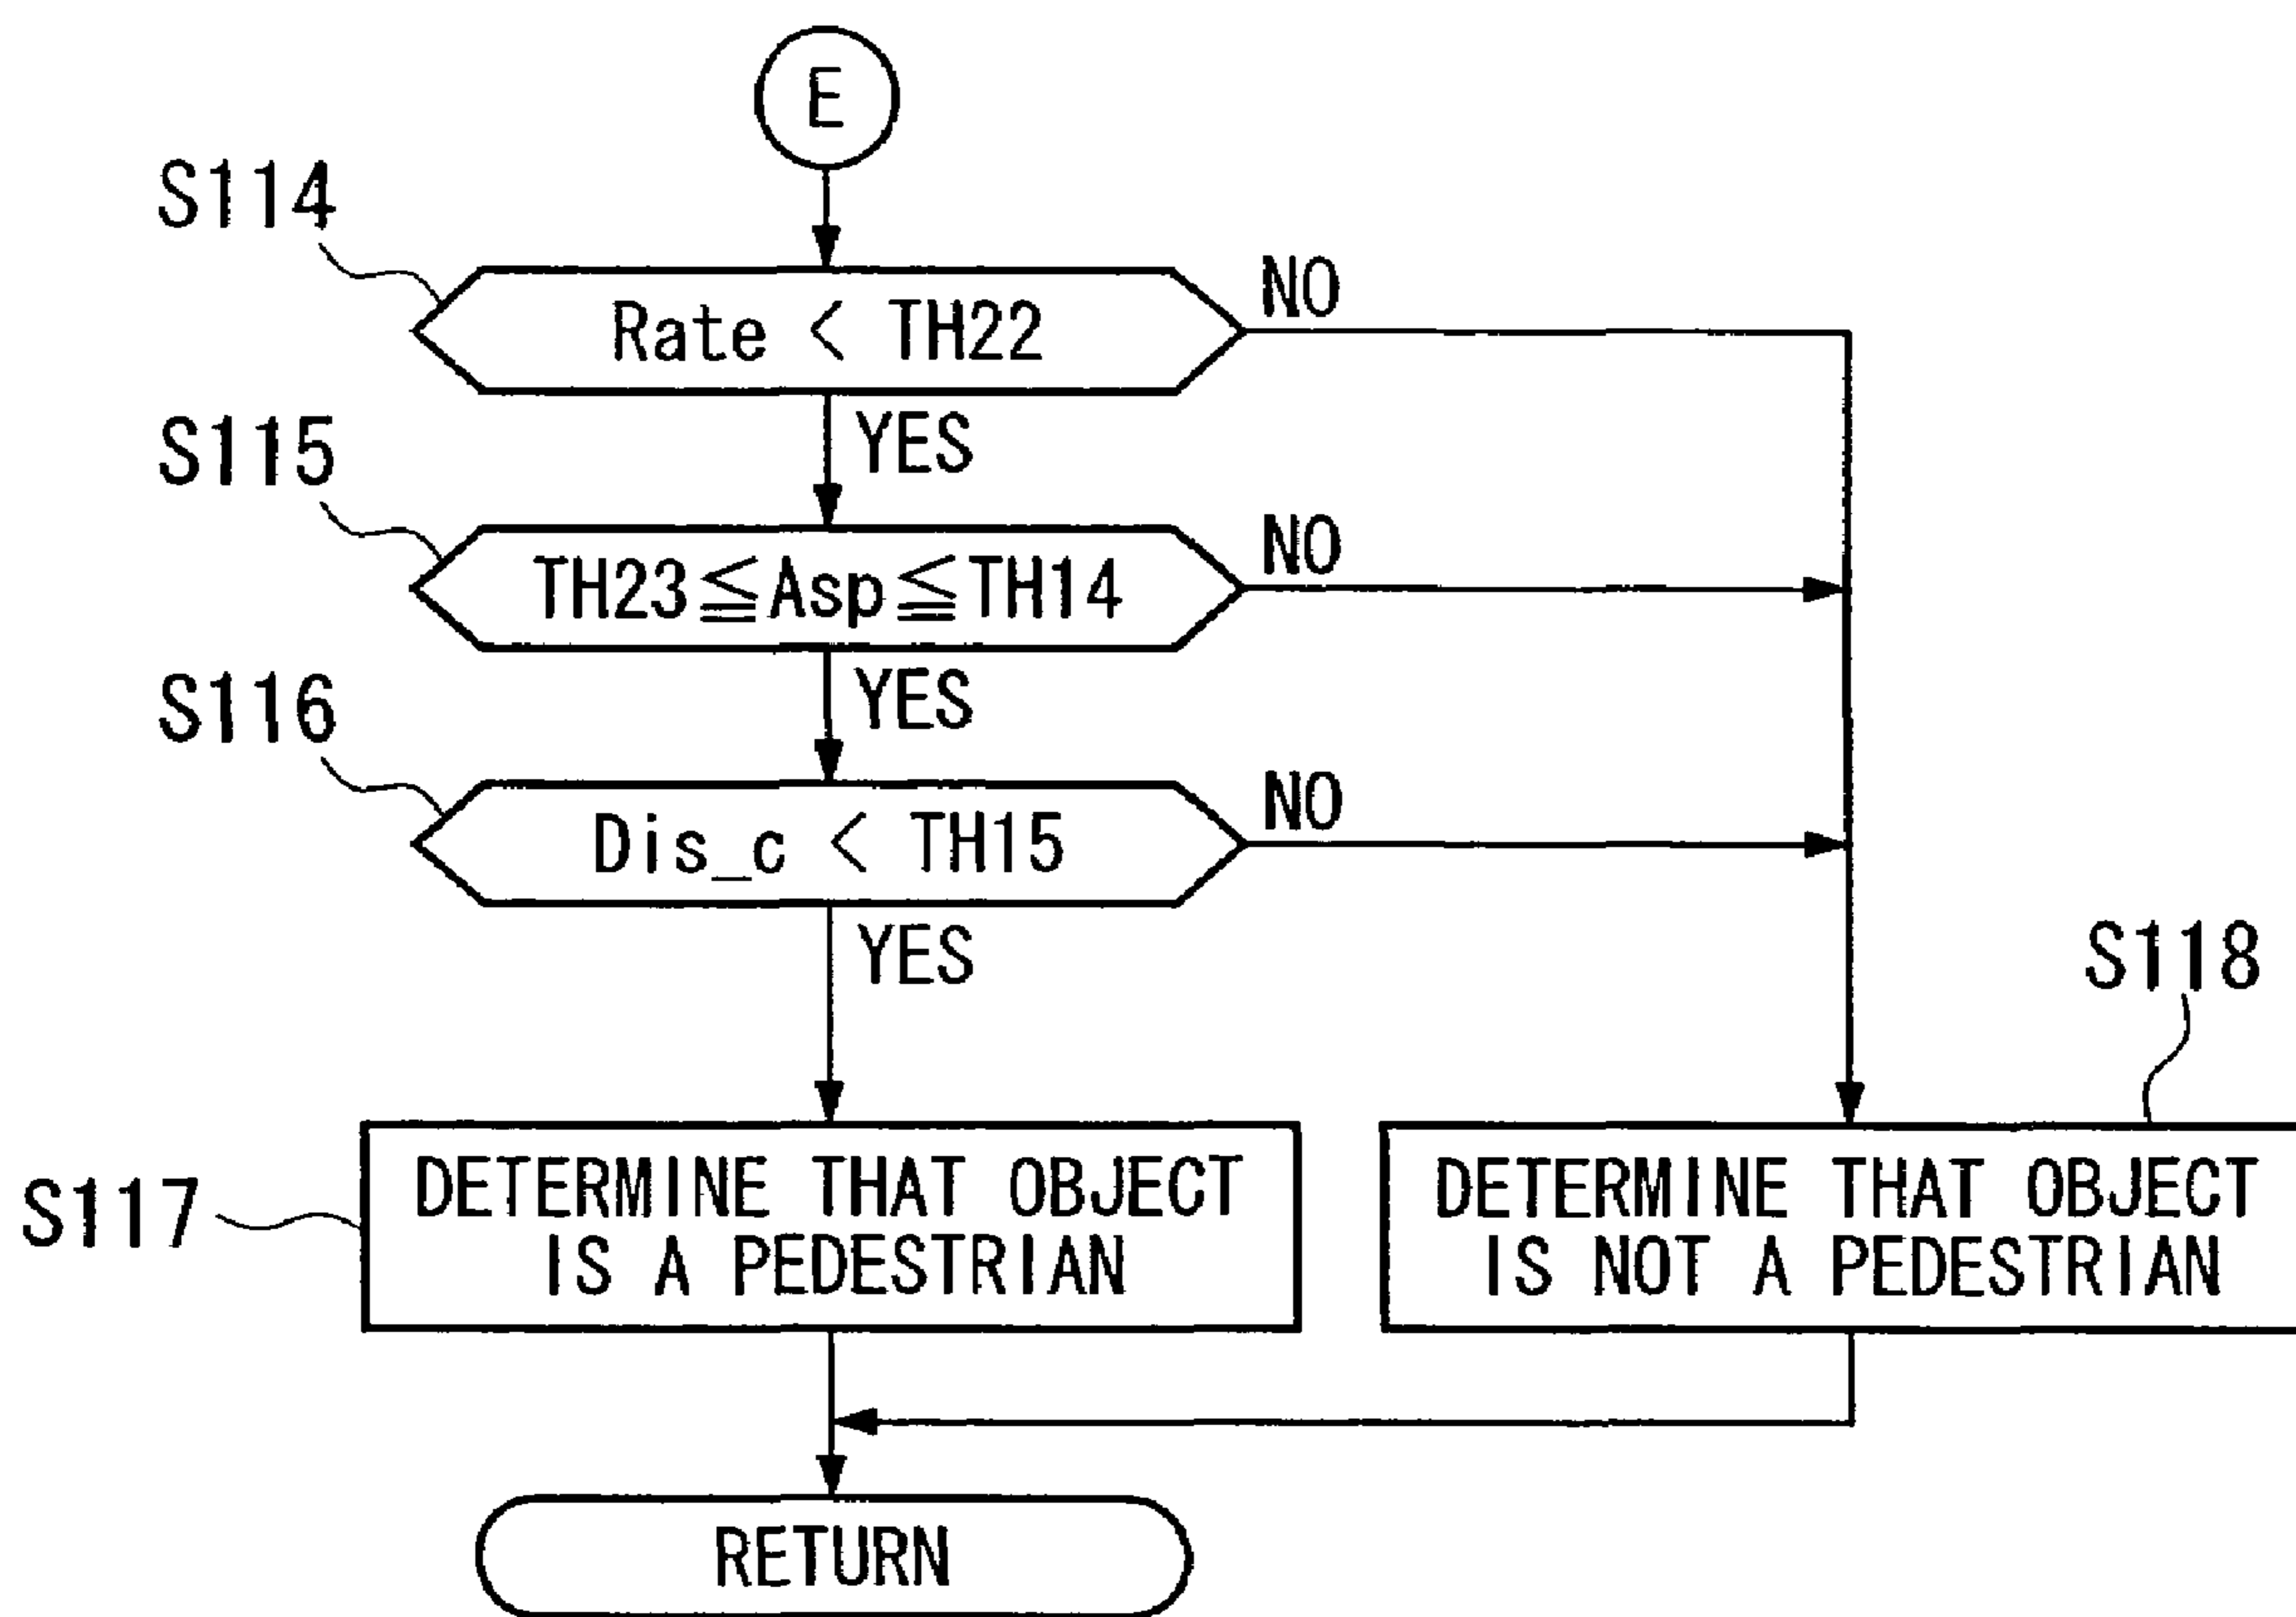 E
S114
Rate < TH22
NO
YES
S115
TH23≦Asp≦TH14
NO
YES
S116
Dis_c < TH15
NO
YES
S118
S117
DETERMINE THAT OBJECT
IS A PEDESTRIAN
DETERMINE THAT OBJECT
IS NOT A PEDESTRIAN
RETURN